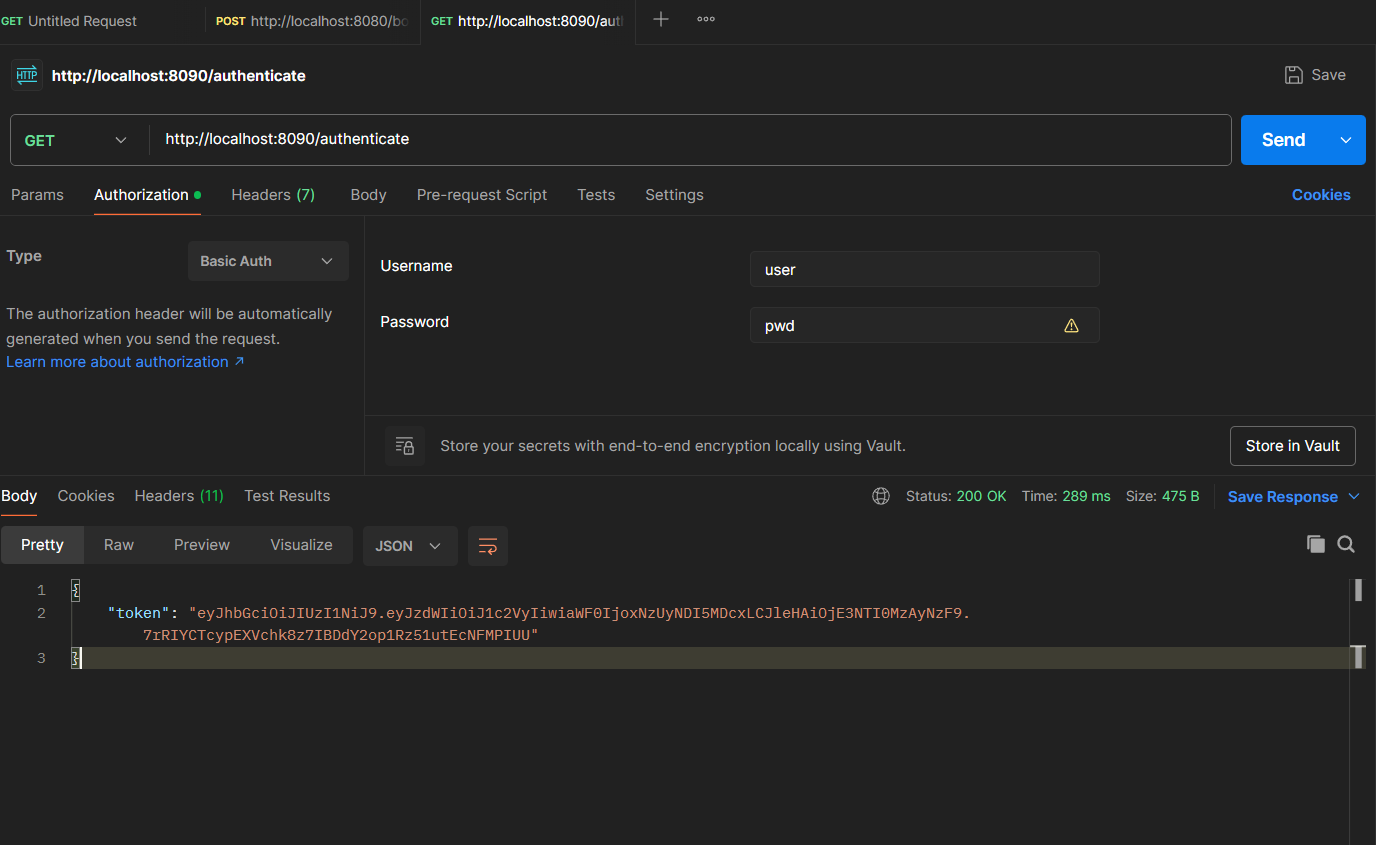 GET Untitled Request
POST http://localhost:8080/bo
GET http://localhost:8090/aut
HTTP http://localhost:8090/authenticate
Save
GET
http://localhost:8090/authenticate
Send
Params Authorization Headers (7) Body Pre-request Script Tests Settings Cookies
Type
Basic Auth
The authorization header will be automatically
generated when you send the request.
Learn more about authorization ↗
Username
user
Password
pwd
Store your secrets with end-to-end encryption locally using Vault.
Store in Vault
Body Cookies Headers (11) Test Results
Status: 200 OK Time: 289 ms Size: 475 B Save Response
Pretty Raw Preview Visualize JSON
1 {
2 "token": "eyJhbGciOiJIUzI1NiJ9.eyJzdWIiOiJ1c2VyIiwiaWF0IjoxNzUyNDI5MDcxLCJleHAiOjE3NTI0MzAyNzF9.
7rRIYCTcypEXVchk8z7IBDdY2op1Rz51utEcNFMPIUU"
3 }